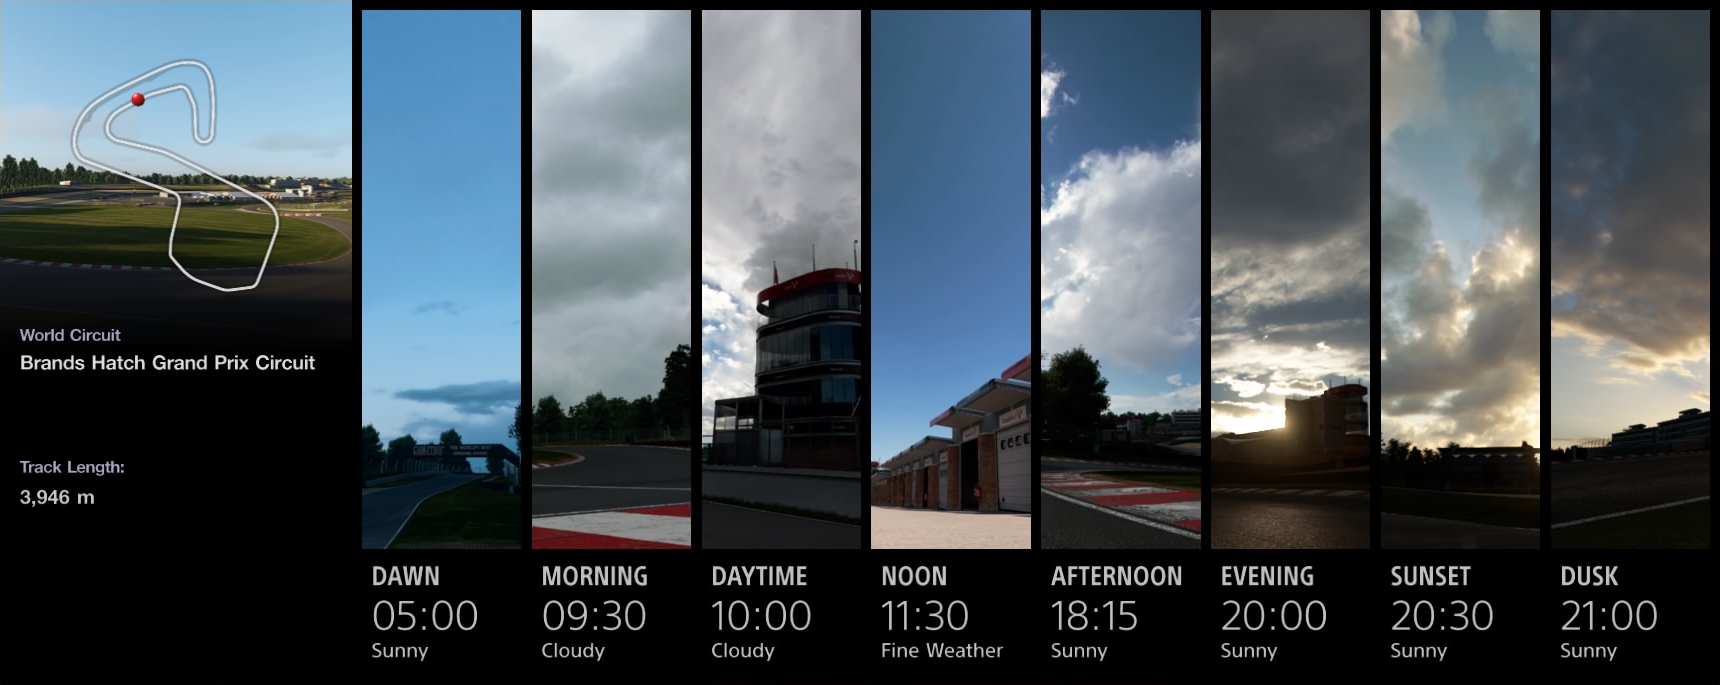 World Circuit
Brands Hatch Grand Prix Circuit
Track Length:
3,946 m
DAWN
05:00
Sunny
MORNING
09:30
Cloudy
DAYTIME
10:00
Cloudy
NOON
11:30
Fine Weather
AFTERNOON
18:15
Sunny
EVENING
20:00
Sunny
SUNSET
20:30
Sunny
DUSK
21:00
Sunny